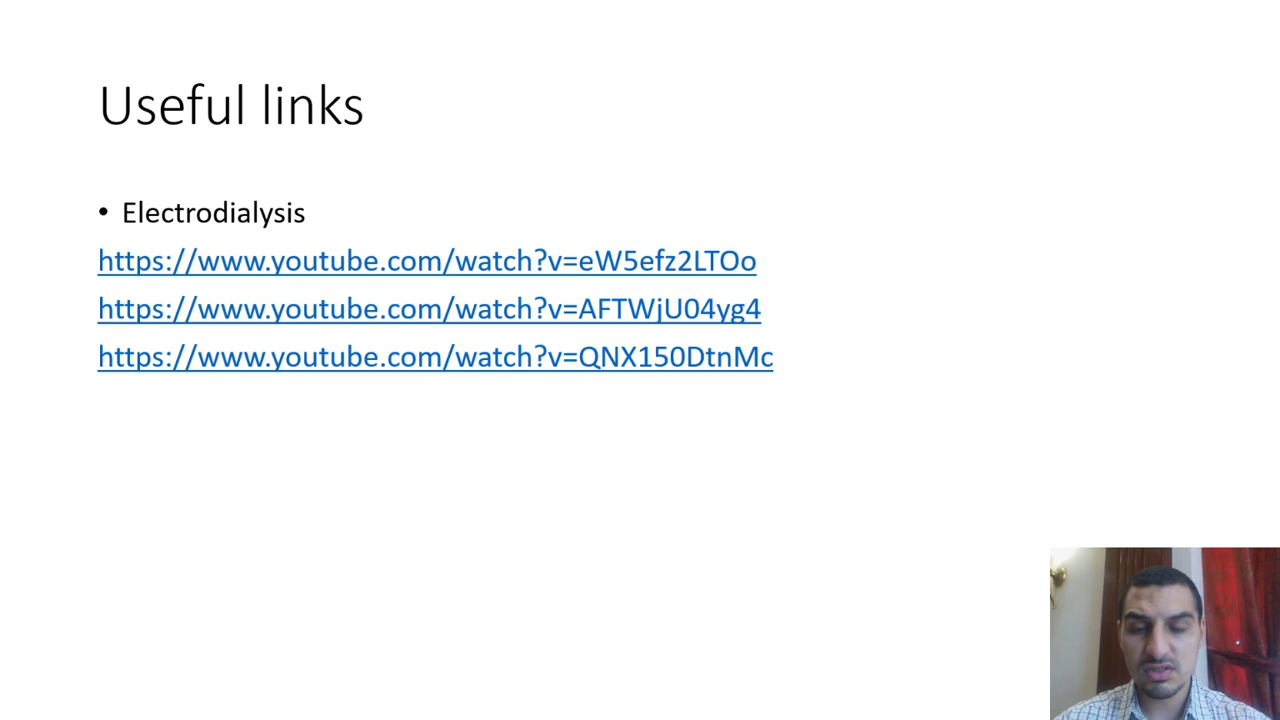 Useful links
• Electrodialysis
https://www.youtube.com/watch?v=eW5efz2LTOo
https://www.youtube.com/watch?v=AFTWjU04yg4
https://www.youtube.com/watch?v=QNX150DtnMc